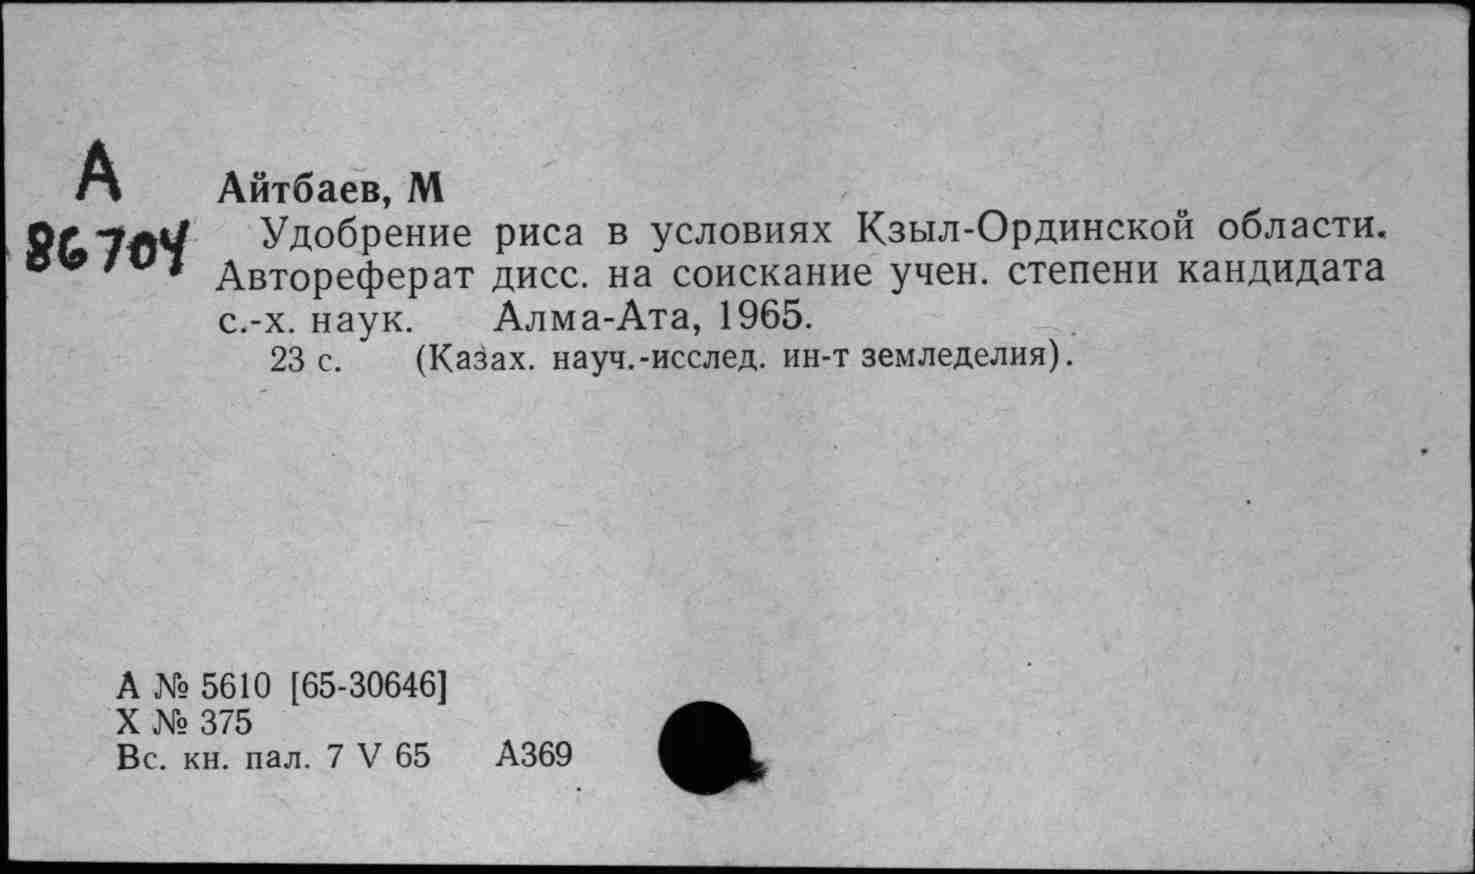 А
86704
Айтбаев, М
Удобрение риса в условиях Кзыл-Ординской области.
Автореферат дисс. на соискание учен. степени кандидата
с.-х. наук. Алма-Ата, 1965.
23 с. (Казах. науч.-исслед. ин-т земледелия).
А № 5610 [65-30646]
Х № 375
Вс. кн. пал. 7 V 65 А369